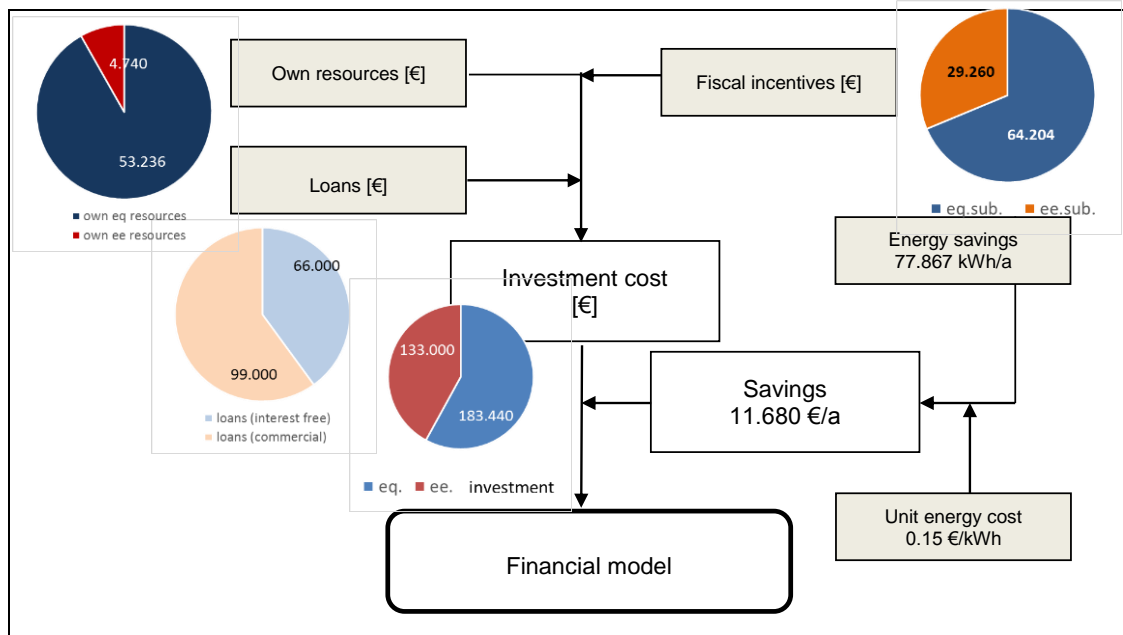 4.740
53.236
own eq resources
own ee resources
Own resources [€]
Fiscal incentives [€]
29.260
64.204
eq.sub. ee.sub.
Loans [€]
66.000
99.000
loans (interest free)
loans (commercial)
Investment cost
[€]
133.000
183.440
eq. ee. investment
Energy savings
77.867 kWh/a
Savings
11.680 €/a
Unit energy cost
0.15 €/kWh
Financial model